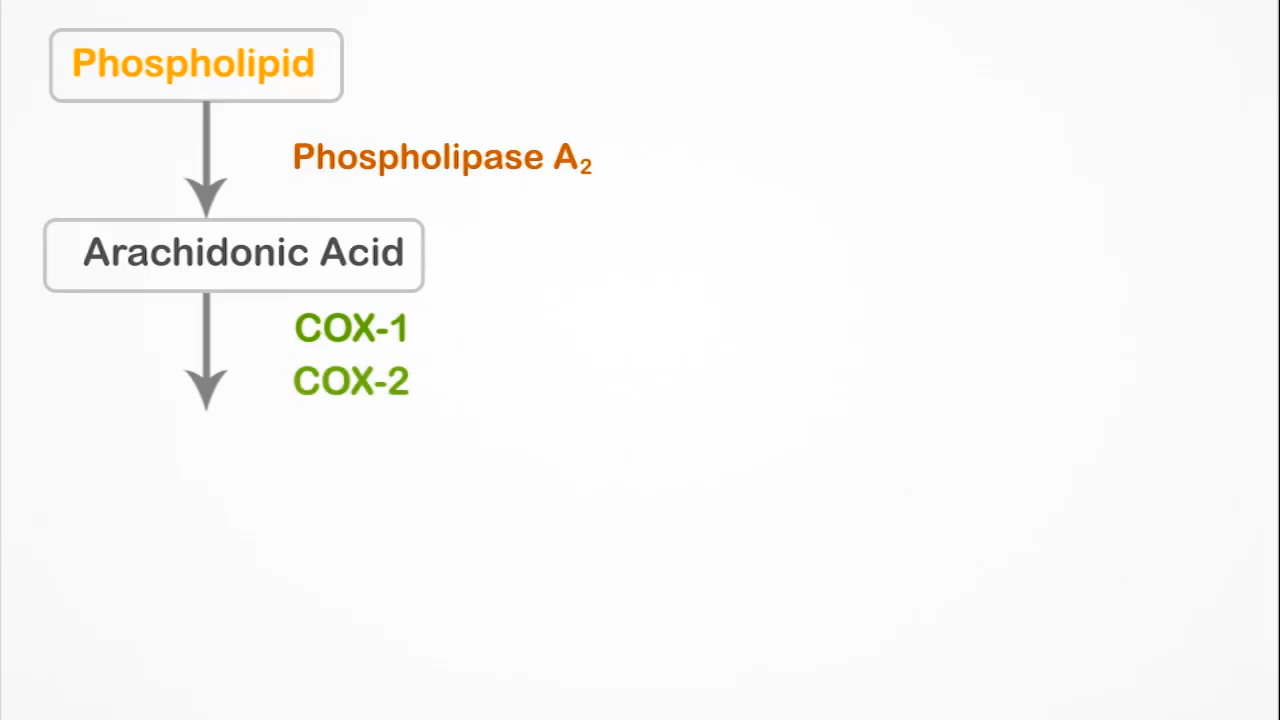 Phospholipid
Phospholipase A₂
Arachidonic Acid
COX-1
COX-2